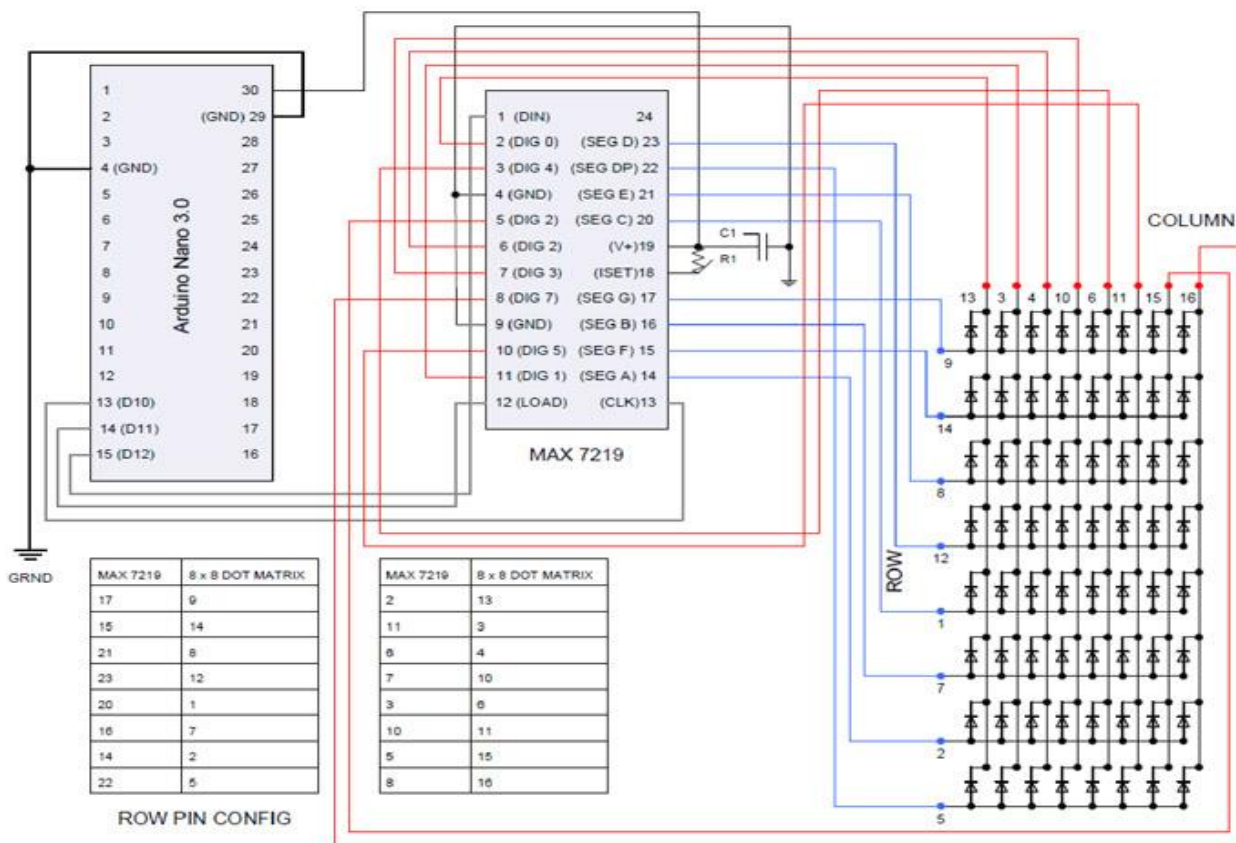 1
2
3
4 (GND)
5
6
7
8
9
10
11
12
13 (D10)
14 (D11)
15 (D12)
Arduino Nano 3.0
30
(GND) 29
28
27
26
25
24
23
22
21
20
19
18
17
16
GRND
1 (DIN)
2 (DIG 0)
3 (DIG 4)
4 (GND)
5 (DIG 2)
6 (DIG 2)
7 (DIG 3)
8 (DIG 7)
9 (GND)
10 (DIG 5)
11 (DIG 1)
12 (LOAD)
24
(SEG D) 23
(SEG DP) 22
(SEG E) 21
(SEG C) 20
(V+)19
(ISET)18
(SEG G) 17
(SEG B) 16
(SEG F) 15
(SEG A) 14
(CLK)13
MAX 7219
C1
R1
COLUMN
13 3 4 10 6 11 15 16
ROW
9
14
8
12
1
7
2
5
MAX 7219 8 x 8 DOT MATRIX
17 9
15 14
21 8
23 12
20 1
16 7
14 2
22 5
ROW PIN CONFIG
MAX 7219 8 x 8 DOT MATRIX
2 13
11 3
6 4
7 10
3 6
10 11
5 15
8 16